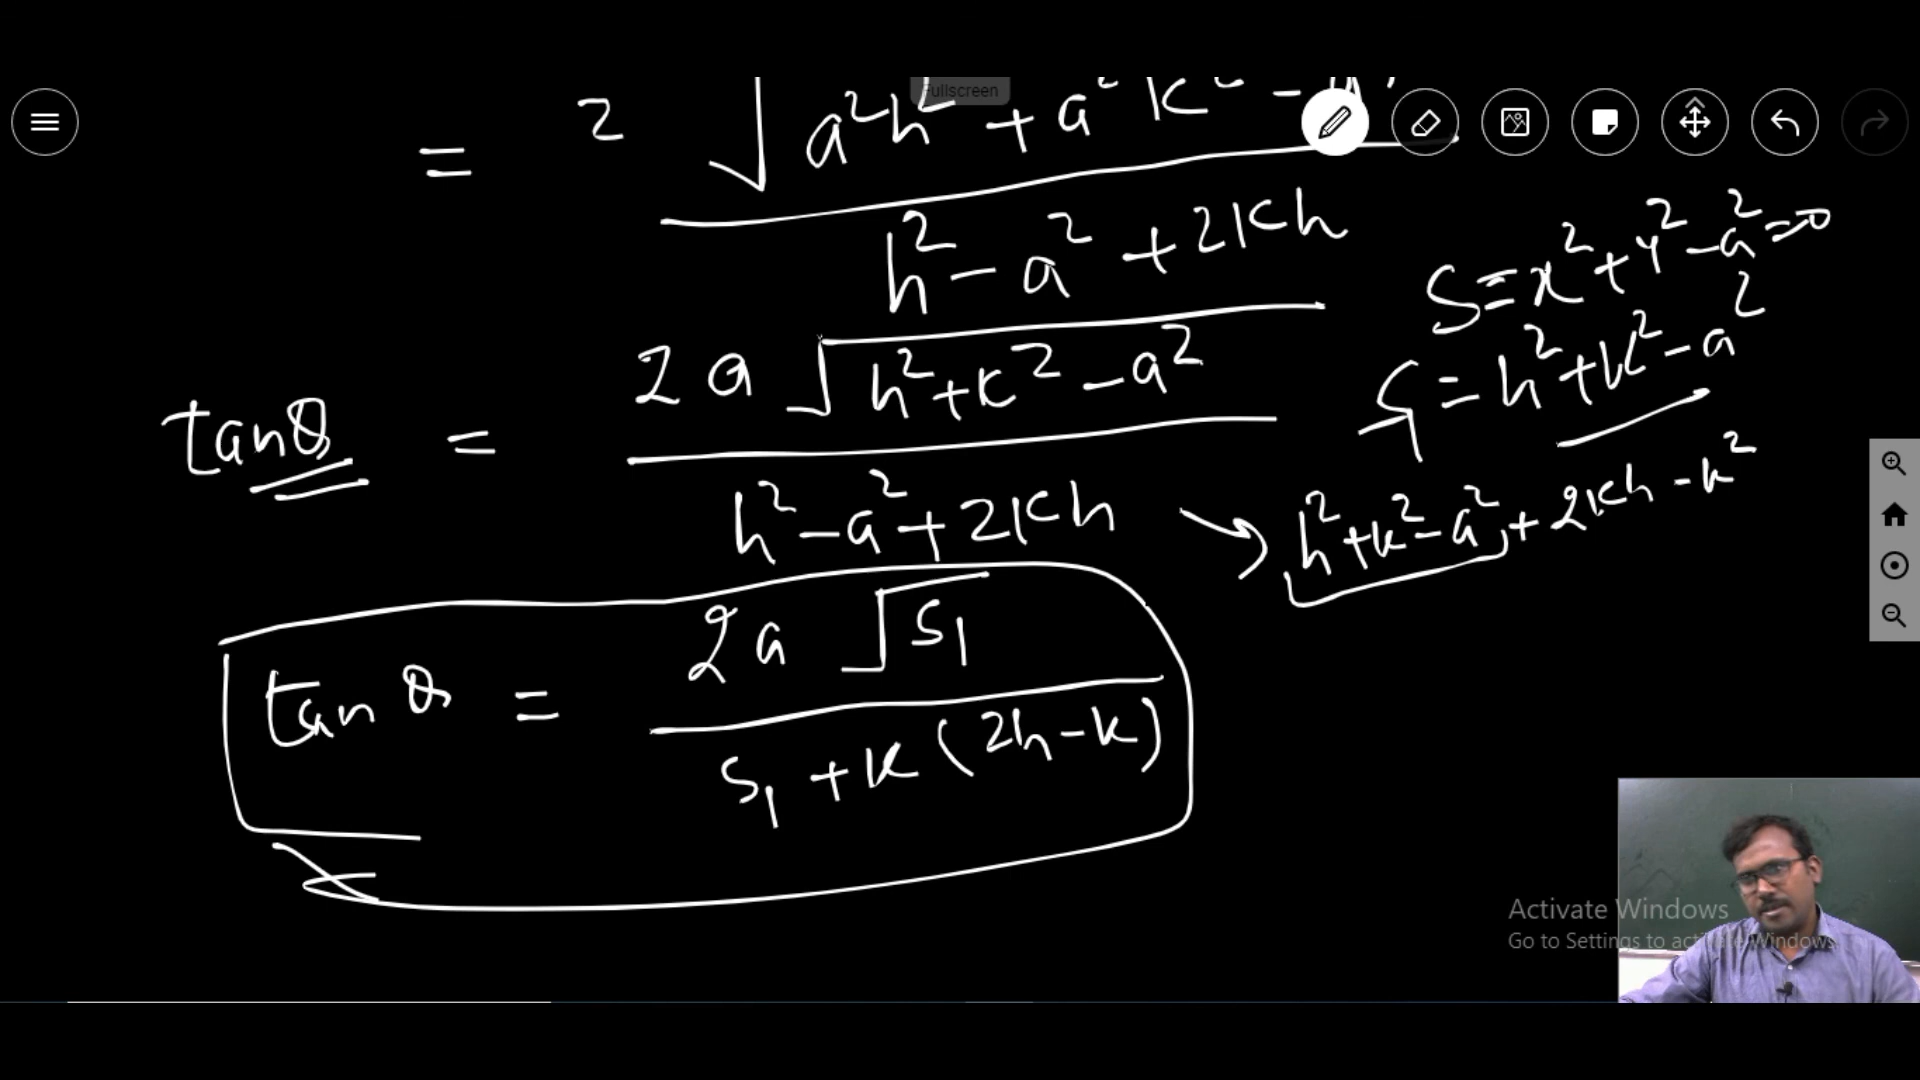 Fullscreen
= 2 √a²h² + a²k² -
h² - a² + 2kh
S ≡ x² + y² - a² = 0
tanθ = 2a √h² + k² - a²
S₁ = h² + k² - a²
h² - a² + 2kh → h² + k² - a² + 2kh - k²
tan θ = 2a √S₁
S₁ + k (2h - k)
Activate Windows
Go to Settings to activate Windows.